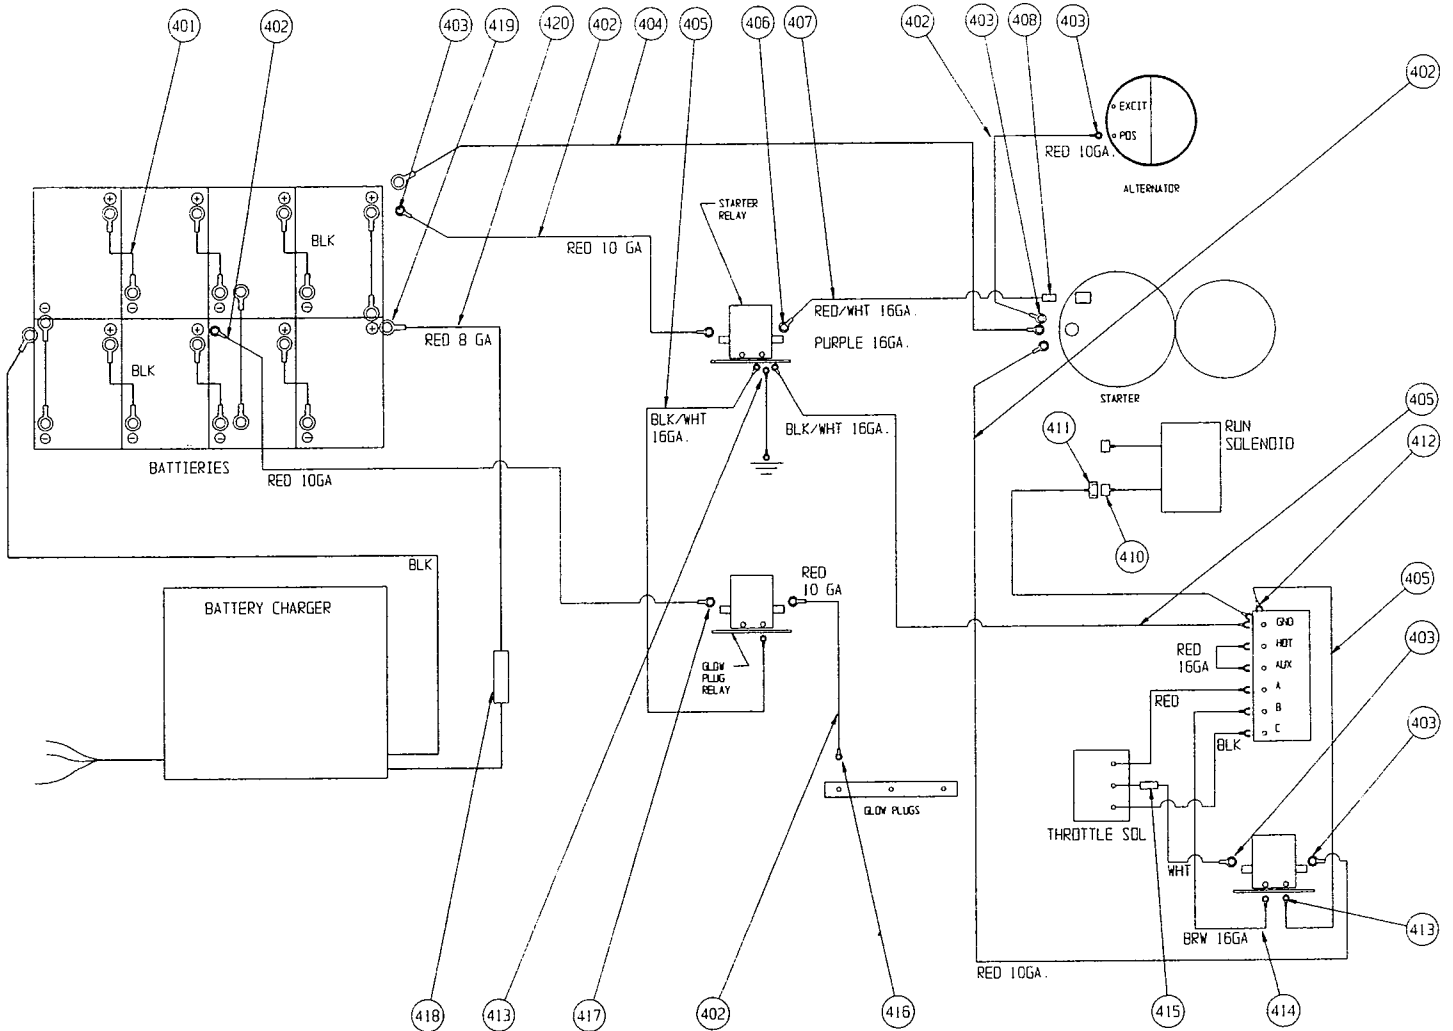 401
402
403
419
420
402
404
405
406
407
402
403
408
403
402
EXCIT
POS
RED 10GA.
ALTERNATOR
STARTER
RELAY
BLK
RED 10 GA
RED/WHT 16GA.
RED 8 GA
PURPLE 16GA.
BLK
STARTER
405
BLK/WHT
16GA.
BLK/WHT 16GA.
411
RUN
SOLENOID
412
BATTIERIES
RED 10GA
410
BLK
RED
10 GA
405
BATTERY CHARGER
GND
HOT
RED
16GA
AUX
403
GLOW
PLUG
RELAY
A
RED
B
C
BLK
403
GLOW PLUGS
THROTTLE SOL
WHT
BRW 16GA
413
RED 10GA.
418
413
417
402
416
415
414